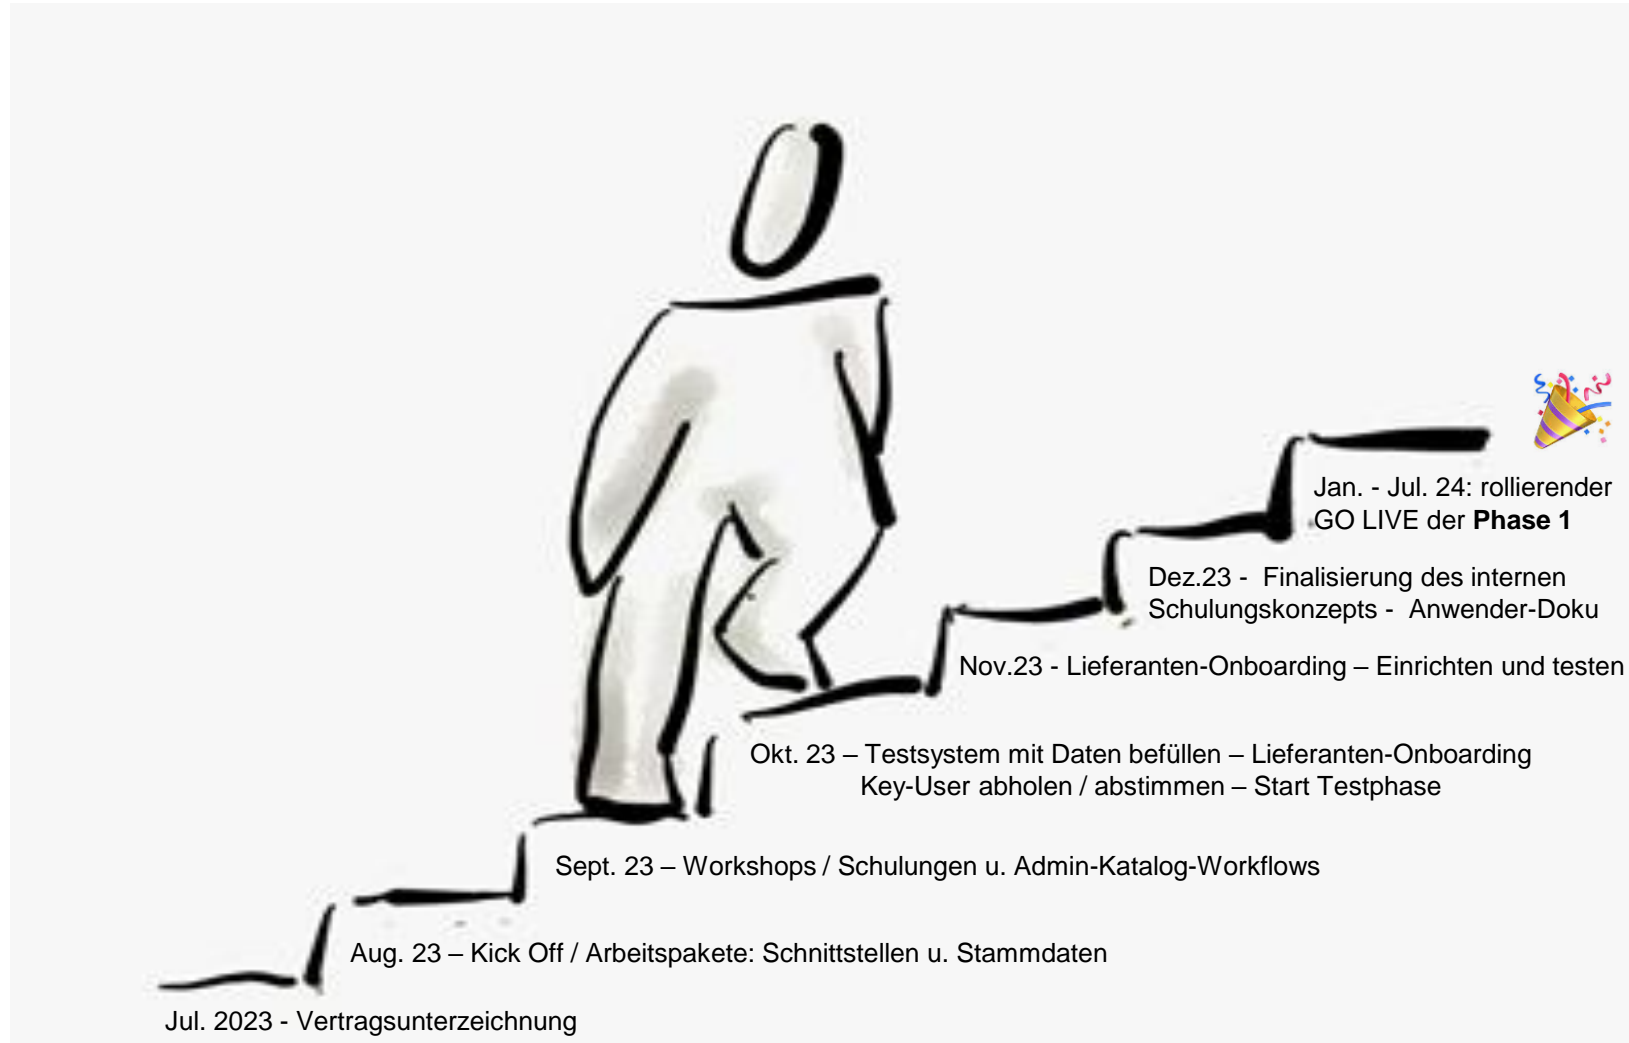 Jan. - Jul. 24: rollierender
GO LIVE der Phase 1
Dez.23 - Finalisierung des internen
Schulungskonzepts - Anwender-Doku
Nov.23 - Lieferanten-Onboarding – Einrichten und testen
Okt. 23 – Testsystem mit Daten befüllen – Lieferanten-Onboarding
Key-User abholen / abstimmen – Start Testphase
Sept. 23 – Workshops / Schulungen u. Admin-Katalog-Workflows
Aug. 23 – Kick Off / Arbeitspakete: Schnittstellen u. Stammdaten
Jul. 2023 - Vertragsunterzeichnung